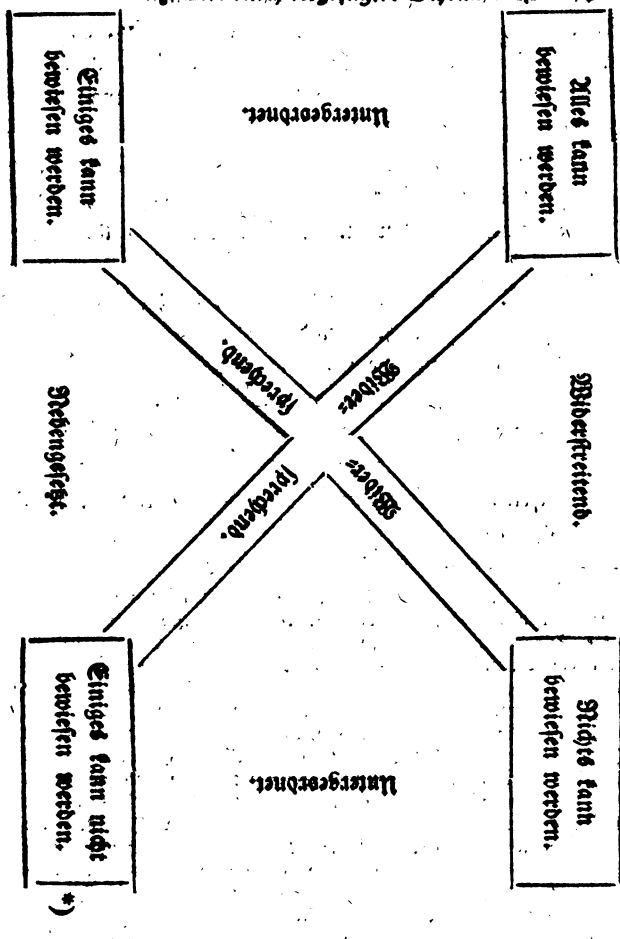 Alles kann
bewieſen werden.
Widerſtreitend.
Nichts kann
bewieſen werden.
Untergeordnet.
Wider=
ſprechend.
Wider=
ſprechend.
Untergeordnet.
Einiges kann
bewieſen werden.
Nebengeſetzt.
Einiges kann nicht
bewieſen werden. *)